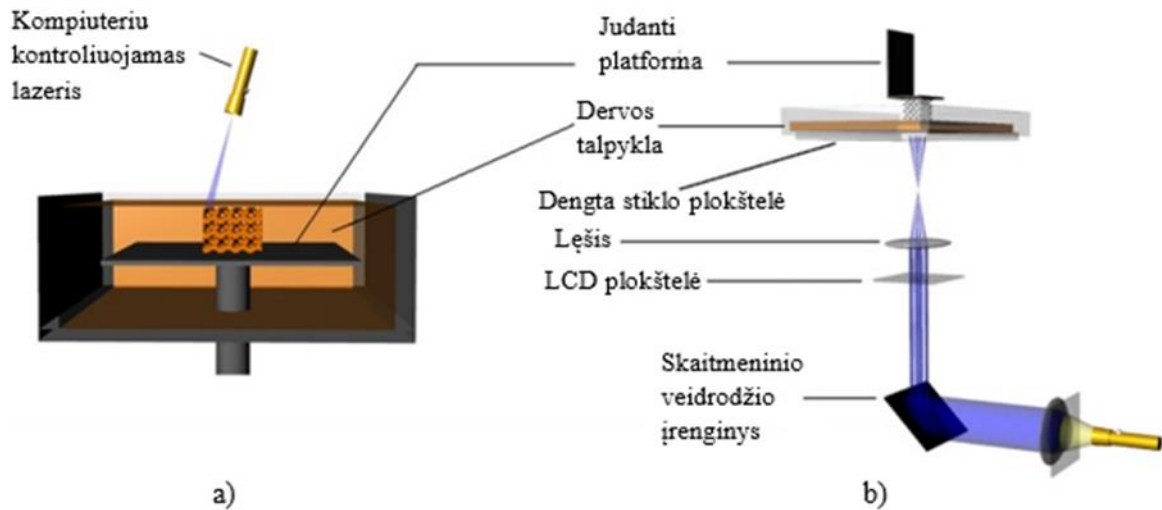 Kompiuteriu
kontroliuojamas
lazeris
Judanti
platforma
Dervos
talpykla
Dengta stiklo plokštelė
Lęšis
LCD plokštelė
Skaitmeninio
veidrodžio
įrenginys
a)
b)